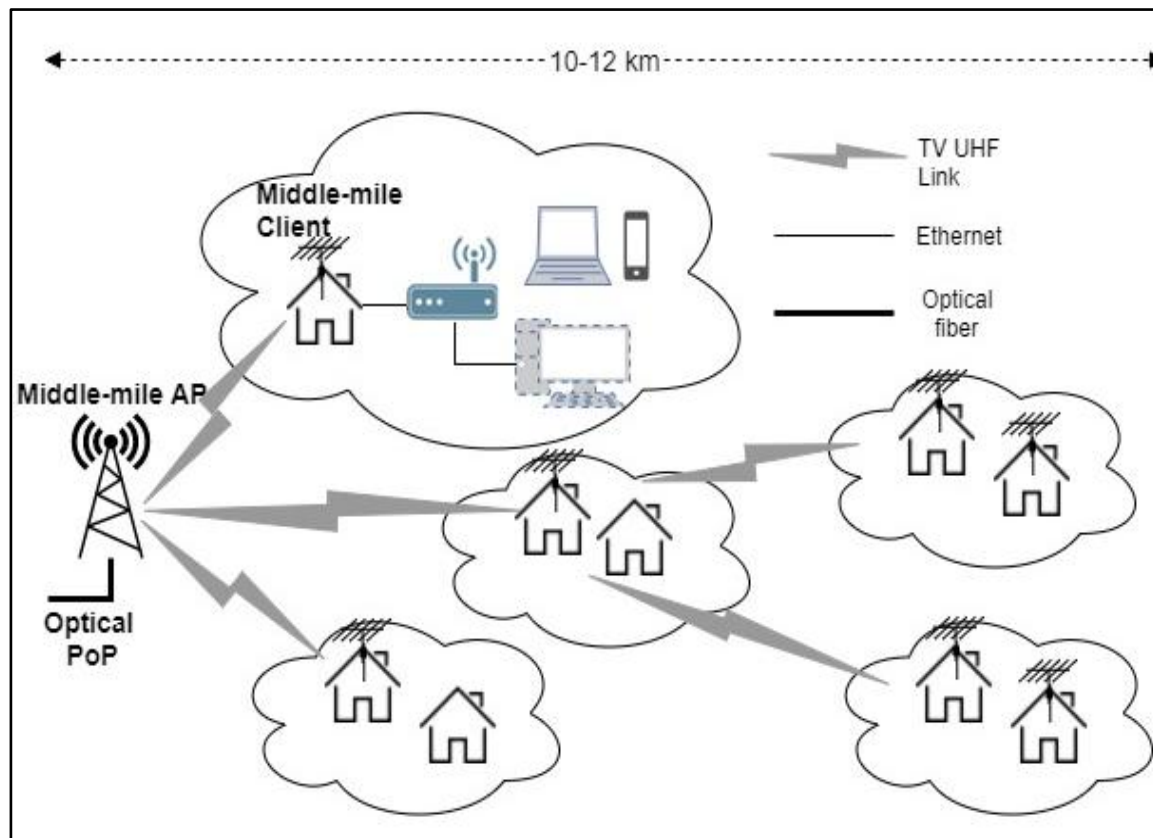 10-12 km
TV UHF
Link
Middle-mile
Client
Ethernet
Optical
fiber
Middle-mile AP
Optical
PoP